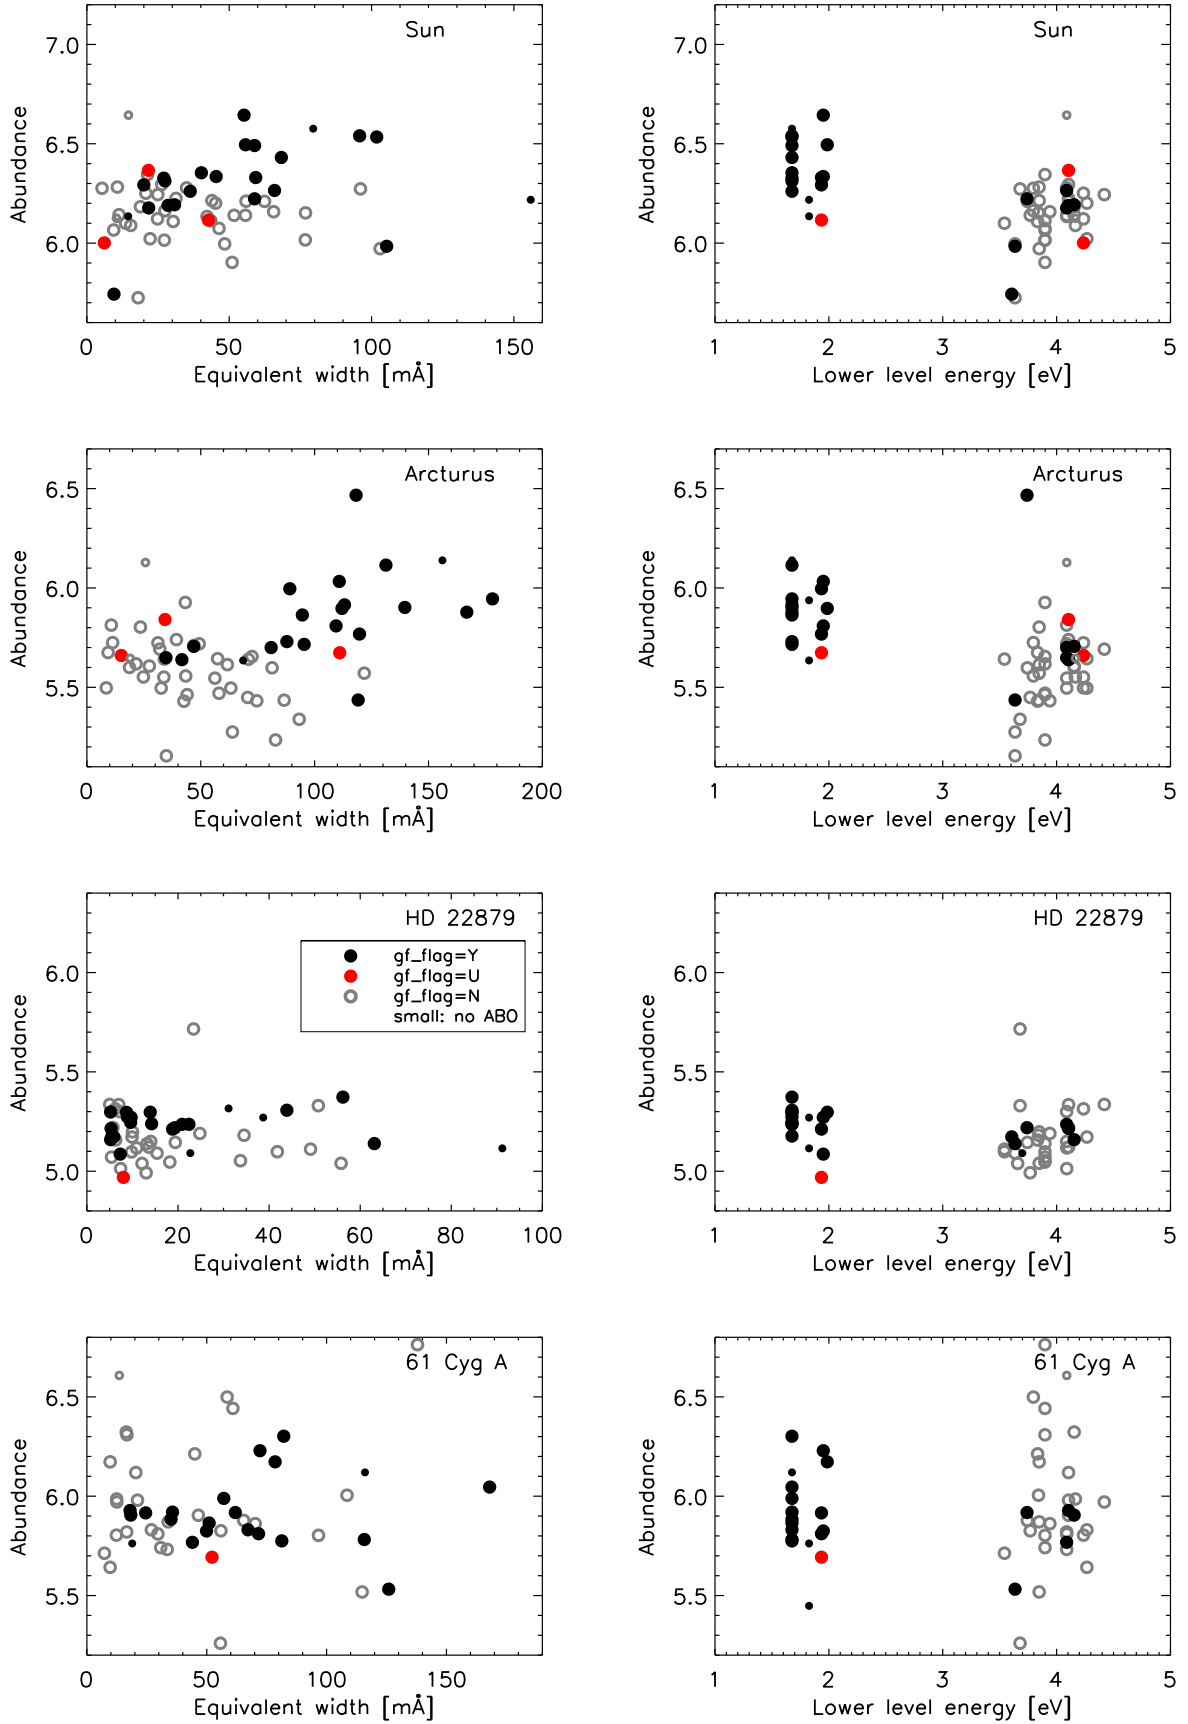 Sun
Abundance
7.0
6.5
6.0
0 50 100 150
Equivalent width [mÅ]
Sun
Abundance
7.0
6.5
6.0
1 2 3 4 5
Lower level energy [eV]
Arcturus
Abundance
6.5
6.0
5.5
0 50 100 150 200
Equivalent width [mÅ]
Arcturus
Abundance
6.5
6.0
5.5
1 2 3 4 5
Lower level energy [eV]
HD 22879
gf_flag=Y
gf_flag=U
gf_flag=N
small: no ABO
Abundance
6.0
5.5
5.0
0 20 40 60 80 100
Equivalent width [mÅ]
HD 22879
Abundance
6.0
5.5
5.0
1 2 3 4 5
Lower level energy [eV]
61 Cyg A
Abundance
6.5
6.0
5.5
0 50 100 150
Equivalent width [mÅ]
61 Cyg A
Abundance
6.5
6.0
5.5
1 2 3 4 5
Lower level energy [eV]